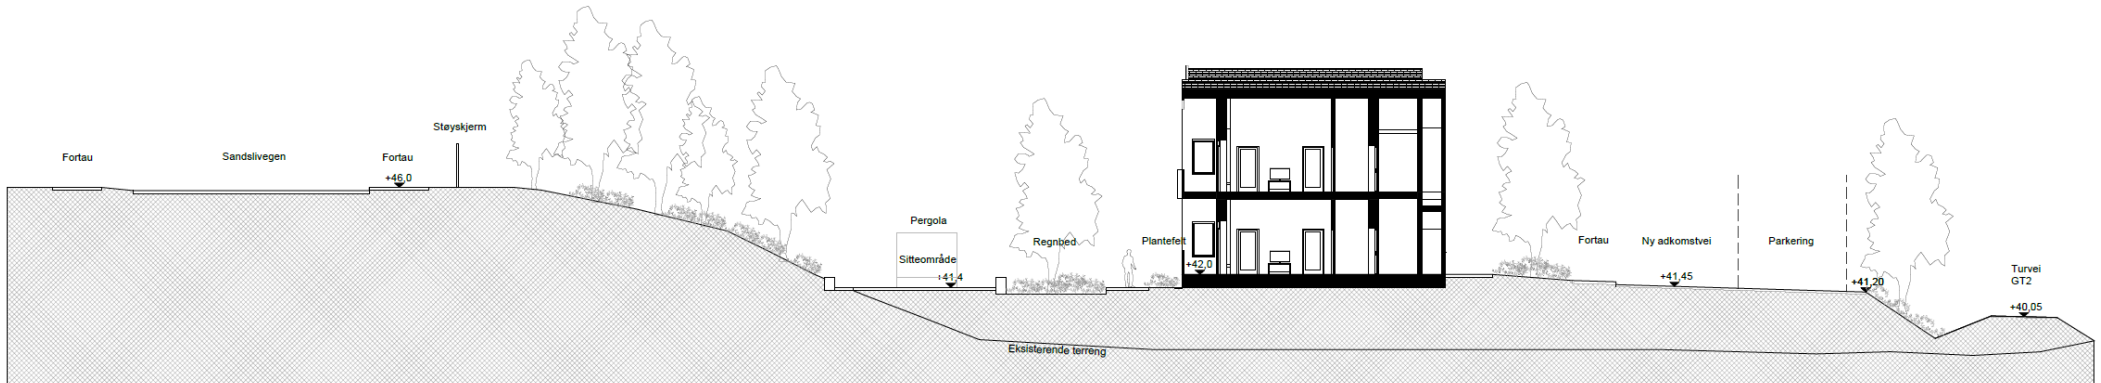 Fortau
Sandslivegen
Fortau
+46,0
Støyskjerm
Pergola
Sitteområde
+41,4
Regnbed
Plantefelt
+42,0
Fortau
Ny adkomstvei
+41,45
Parkering
+41,20
Turvei
GT2
+40,05
Eksisterende terreng